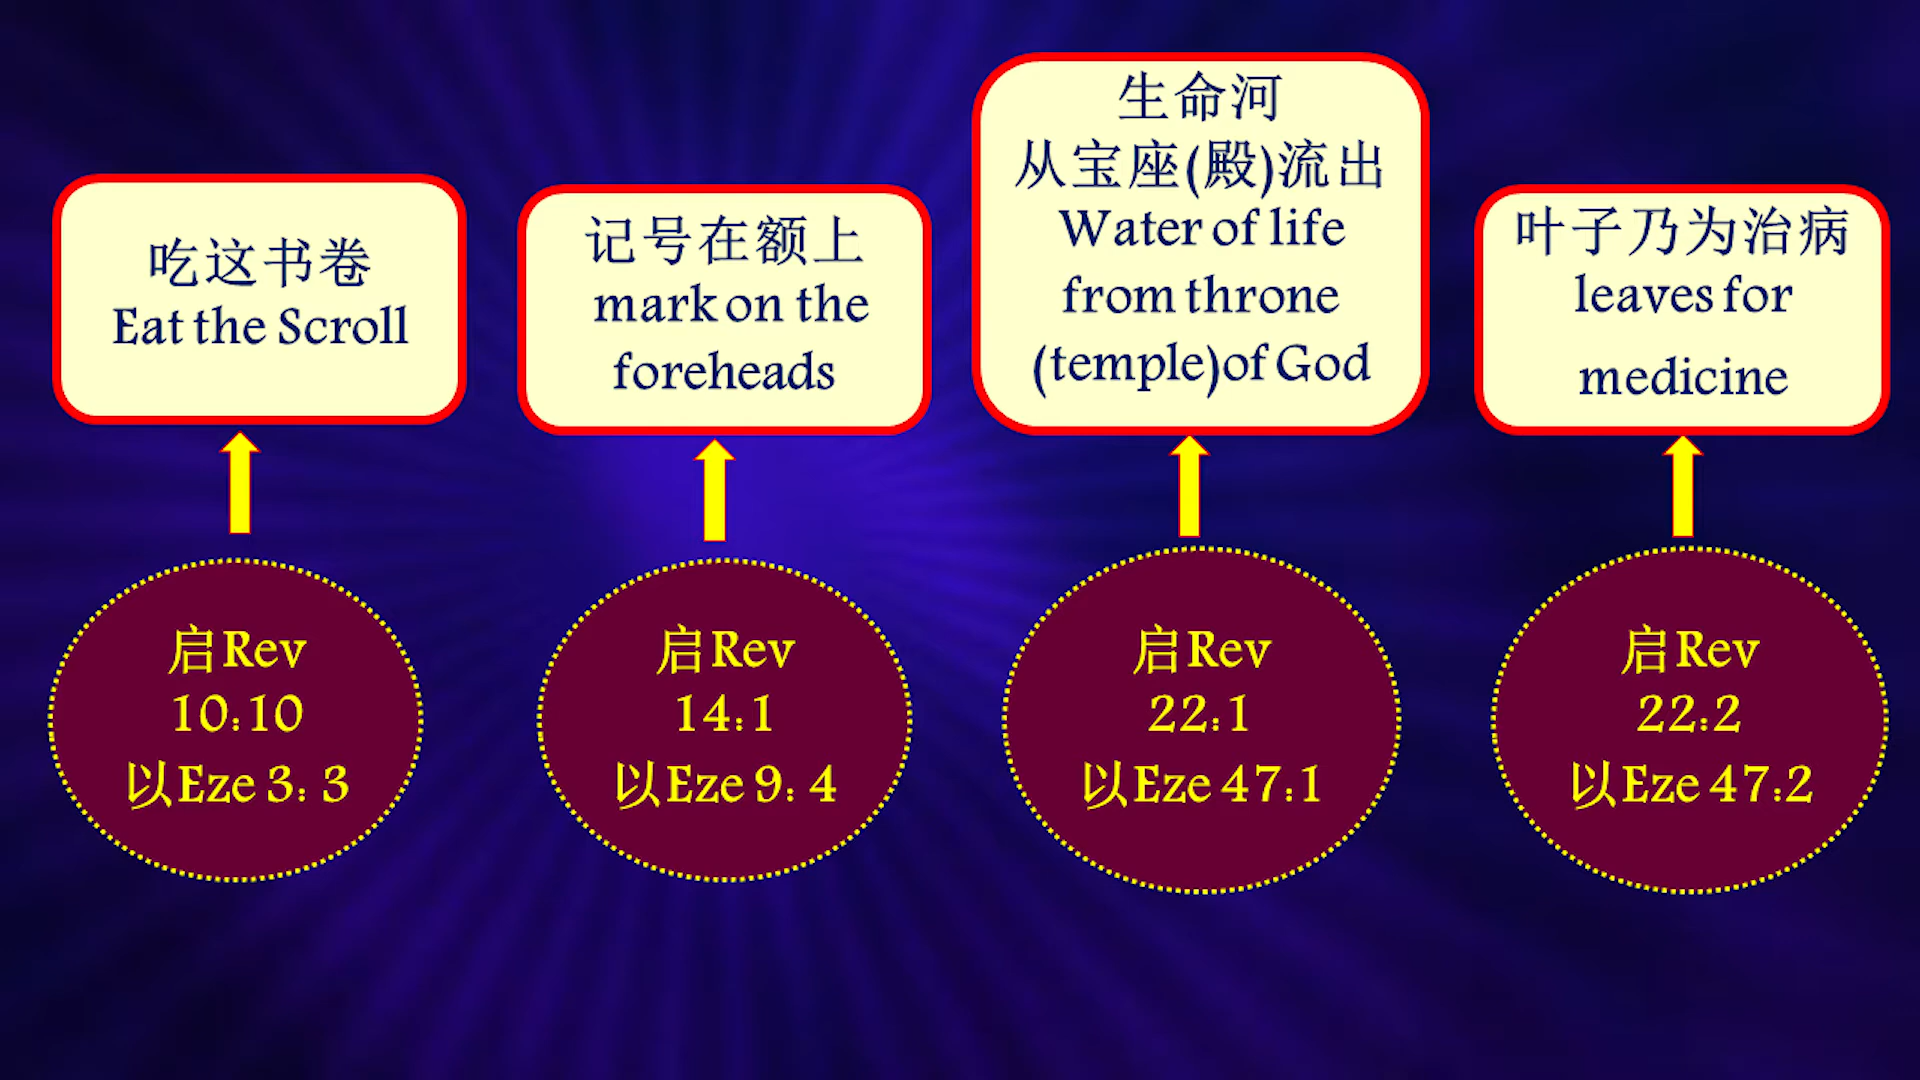 吃这书卷
Eat the Scroll
记号在额上
mark on the
foreheads
生命河
从宝座(殿)流出
Water of life
from throne
(temple)of God
叶子乃为治病
leaves for
medicine
启Rev
10:10
以Eze 3: 3
启Rev
14:1
以Eze 9: 4
启Rev
22:1
以Eze 47:1
启Rev
22:2
以Eze 47:2